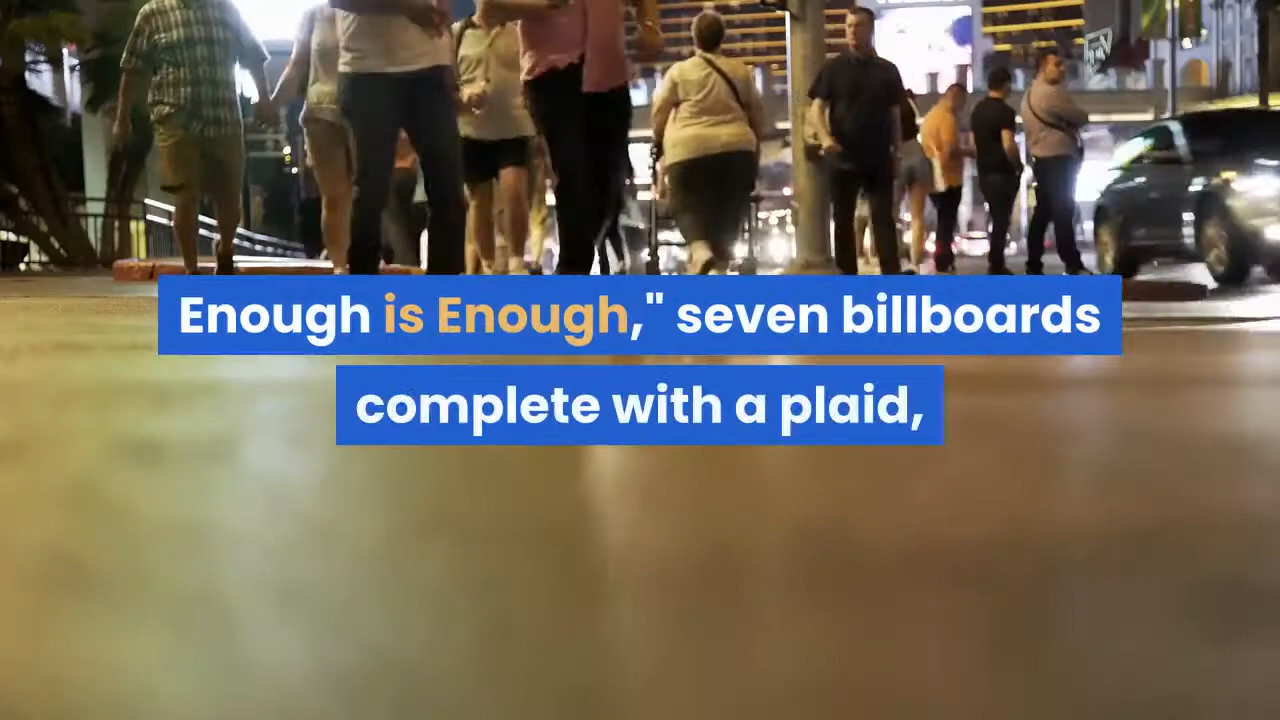 Enough is Enough," seven billboards
complete with a plaid,